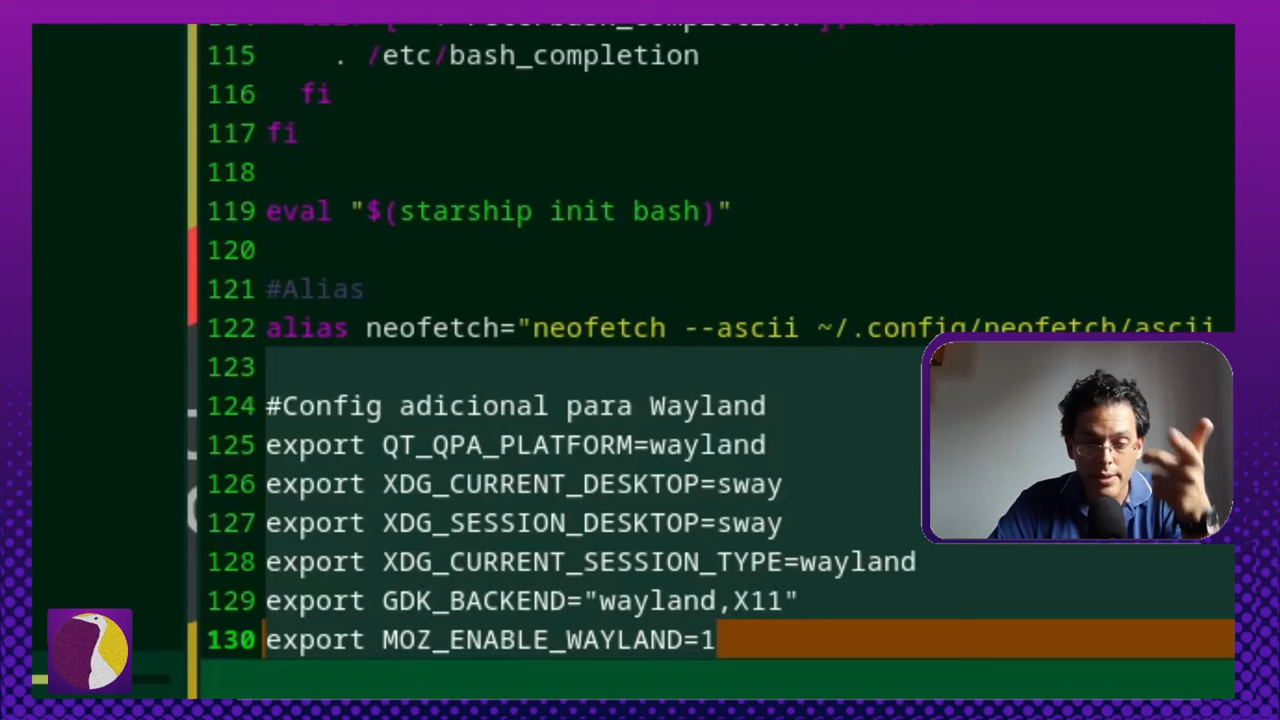 115 . /etc/bash_completion
116 fi
117 fi
118
119 eval "$(starship init bash)"
120
121 #Alias
122 alias neofetch="neofetch --ascii ~/.config/neofetch/ascii
123
124 #Config adicional para Wayland
125 export QT_QPA_PLATFORM=wayland
126 export XDG_CURRENT_DESKTOP=sway
127 export XDG_SESSION_DESKTOP=sway
128 export XDG_CURRENT_SESSION_TYPE=wayland
129 export GDK_BACKEND="wayland,X11"
130 export MOZ_ENABLE_WAYLAND=1